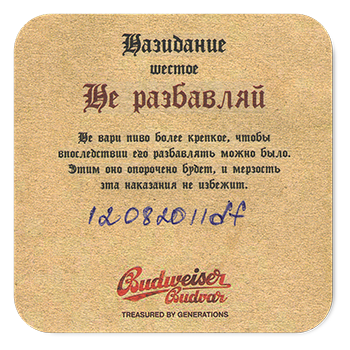 Назидание
шестое
Не разбавляй
Не вари пиво более крепкое, чтобы
впоследствии его разбавлять можно было.
Этим оно опорочено будет, и мерзость
эта наказания не избежит.
12082011
Budweiser
Budvar
TREASURED BY GENERATIONS